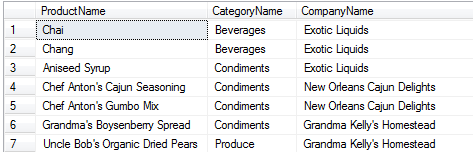 ProductName CategoryName CompanyName
1 Chai Beverages Exotic Liquids
2 Chang Beverages Exotic Liquids
3 Aniseed Syrup Condiments Exotic Liquids
4 Chef Anton's Cajun Seasoning Condiments New Orleans Cajun Delights
5 Chef Anton's Gumbo Mix Condiments New Orleans Cajun Delights
6 Grandma's Boysenberry Spread Condiments Grandma Kelly's Homestead
7 Uncle Bob's Organic Dried Pears Produce Grandma Kelly's Homestead